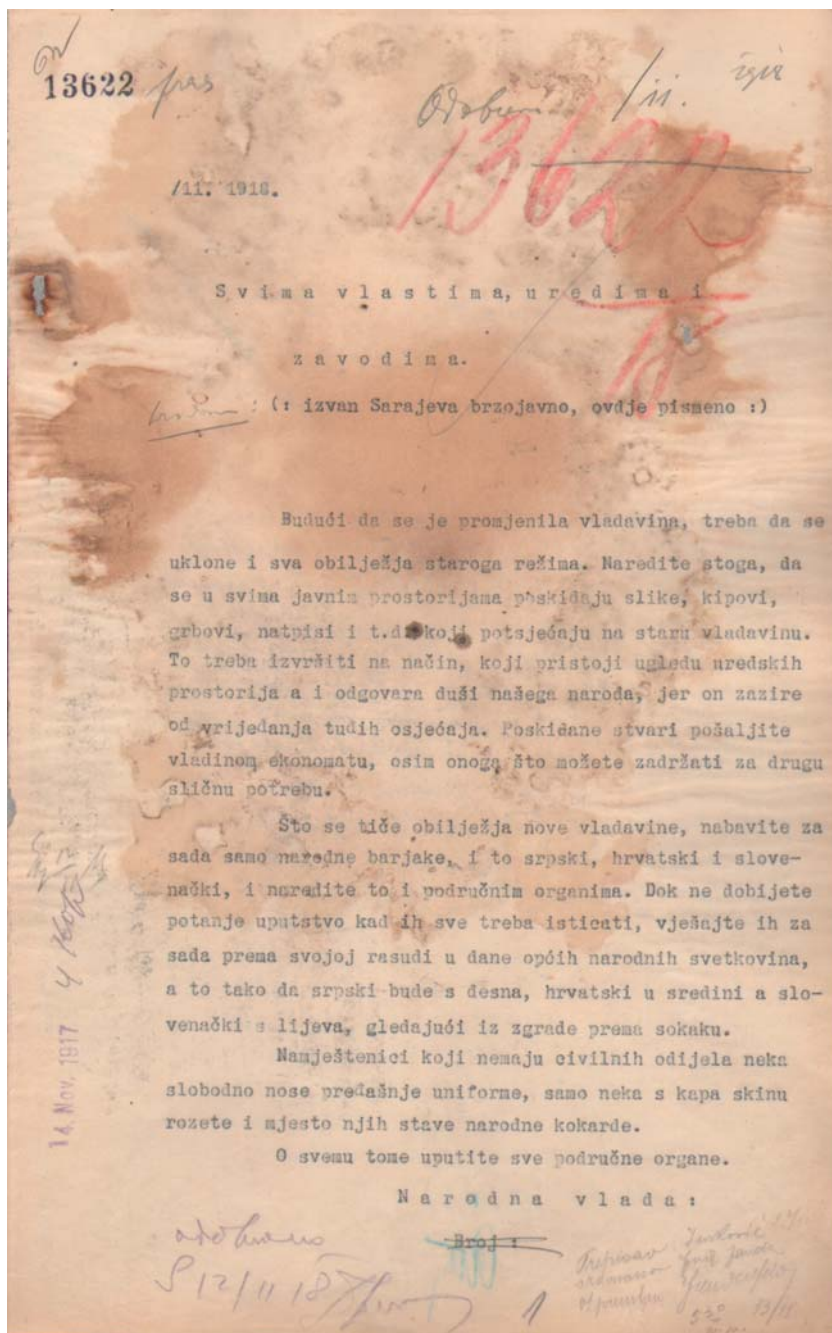 13622
/11. 1918.
13622
18
Svima vlastima, uredima i
zavodima.
(: izvan Sarajeva brzojavno, ovdje pismeno :)
Budući da se je promjenila vladavina, treba da se
uklone i sva obilježja staroga režima. Naredite stoga, da
se u svima javnim prostorijama poskidaju slike, kipovi,
grbovi, natpisi i t.d. koji potsjećaju na staru vladavinu.
To treba izvršiti na način, koji pristoji ugledu uredskih
prostorija a i odgovara duši našega naroda, jer on zazire
od vrijedanja tuđih osjećaja. Poskidane stvari pošaljite
vladinom ekonomatu, osim onoga što možete zadržati za drugu
sličnu potrebu.
Što se tiče obilježja nove vladavine, nabavite za
sada samo narodne barjake, i to srpski, hrvatski i slove-
nački, i naredite to i područnim organima. Dok ne dobijete
potanje uputstvo kad ih sve treba isticati, vješajte ih za
sada prema svojoj rasudi u dane općih narodnih svetkovina,
a to tako da srpski bude s desna, hrvatski u sredini a slo-
venački s lijeva, gledajući iz zgrade prema sokaku.
Namještenici koji nemaju civilnih odijela neka
slobodno nose predašnje uniforme, samo neka s kapa skinu
rozete i mjesto njih stave narodne kokarde.
O svemu tome uputite sve područne organe.
Narodna vlada:
Broj:
14. Nov. 1917
12/11 18
1